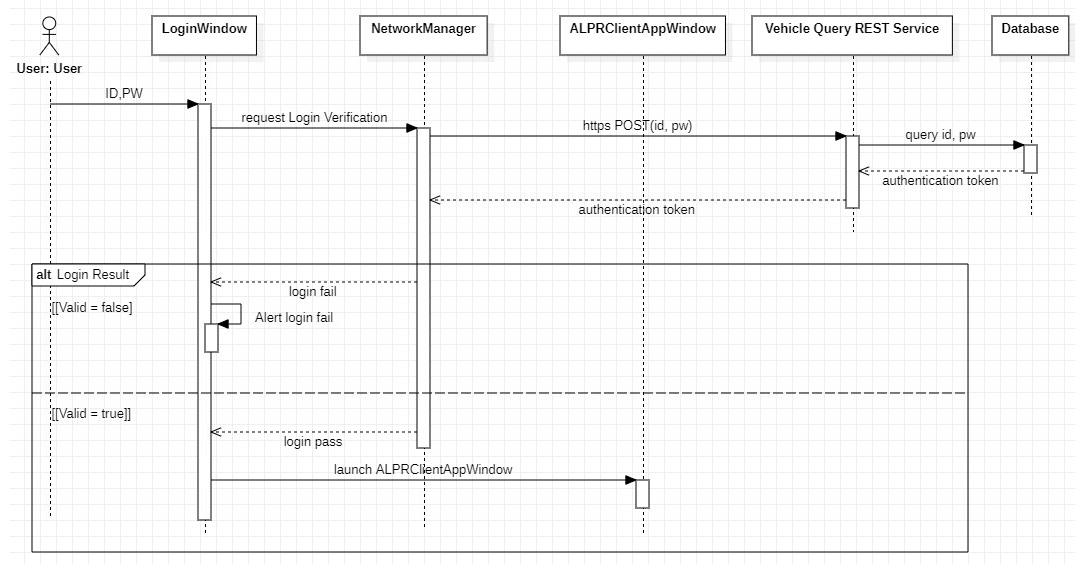 LoginWindow
NetworkManager
ALPRClientAppWindow
Vehicle Query REST Service
Database
User: User
ID,PW
request Login Verification
https POST(id, pw)
query id, pw
authentication token
authentication token
alt Login Result
login fail
[[Valid = false]
Alert login fail
[[Valid = true]]
login pass
launch ALPRClientAppWindow